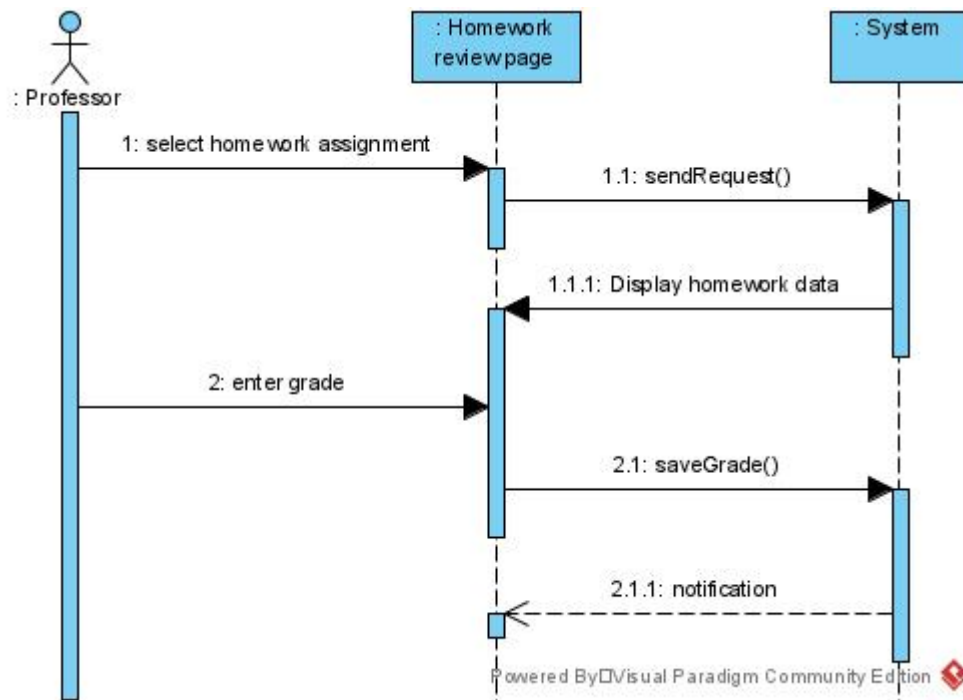 : Homework
review page
: System
: Professor
1: select homework assignment
1.1: sendRequest()
1.1.1: Display homework data
2: enter grade
2.1: saveGrade()
2.1.1: notification
Powered By□Visual Paradigm Community Edition